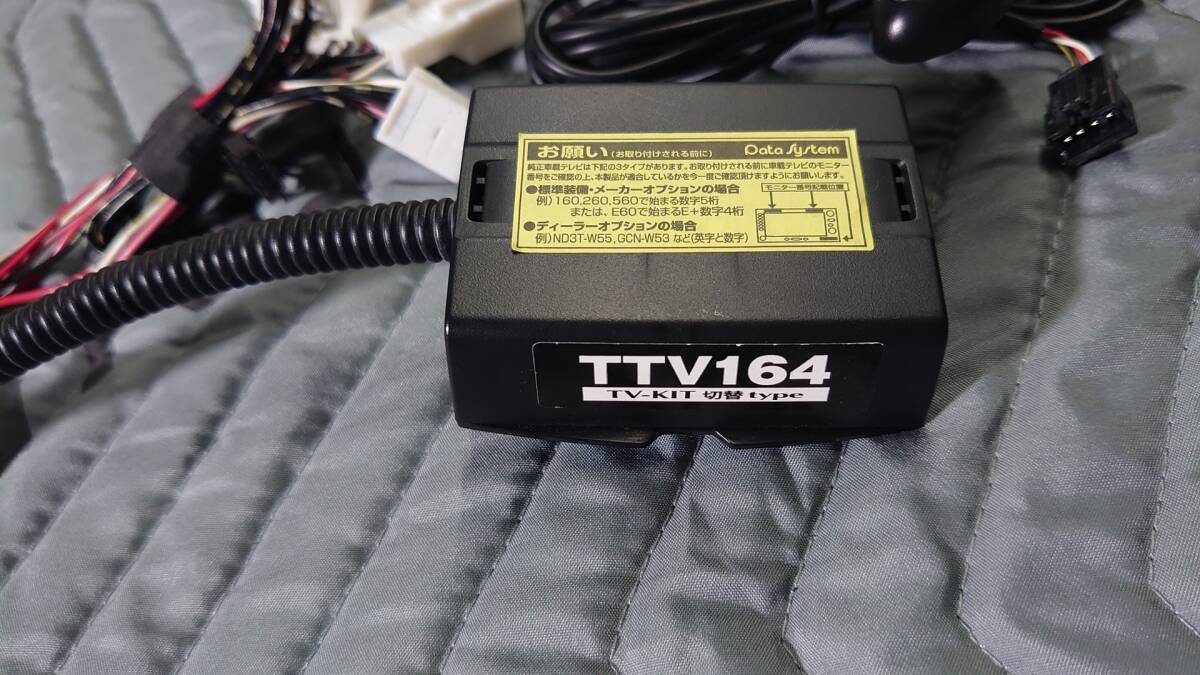 お願い(お取り付けされる前に) Data System
純正車載テレビは下記の3タイプがあります。お取り付けされる前に車載テレビのモニター
番号をご確認の上、本製品が適合しているかを今一度ご確認頂けますようにお願いします。
●標準装備・メーカーオプションの場合
例)160,260,560で始まる数字5桁
または、E60で始まるE+数字4桁
●ディーラーオプションの場合
例)ND3T-W55,GCN-W53 など(英字と数字)
モニター番号記載位置
TTV164
TV-KIT 切替 type